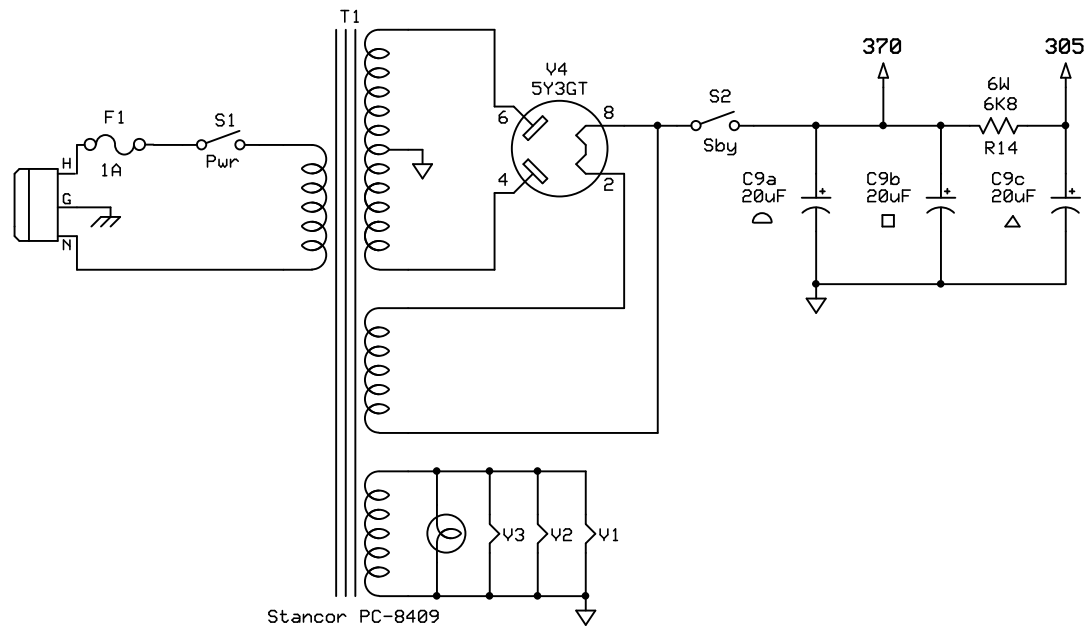 T1
370
305
V4
5Y3GT
6
8
4
2
S2
Sby
6W
6K8
R14
F1
1A
S1
Pwr
H
G
N
C9a
20uF
C9b
20uF
C9c
20uF
+
+
+
V3
V2
V1
Stancor PC-8409